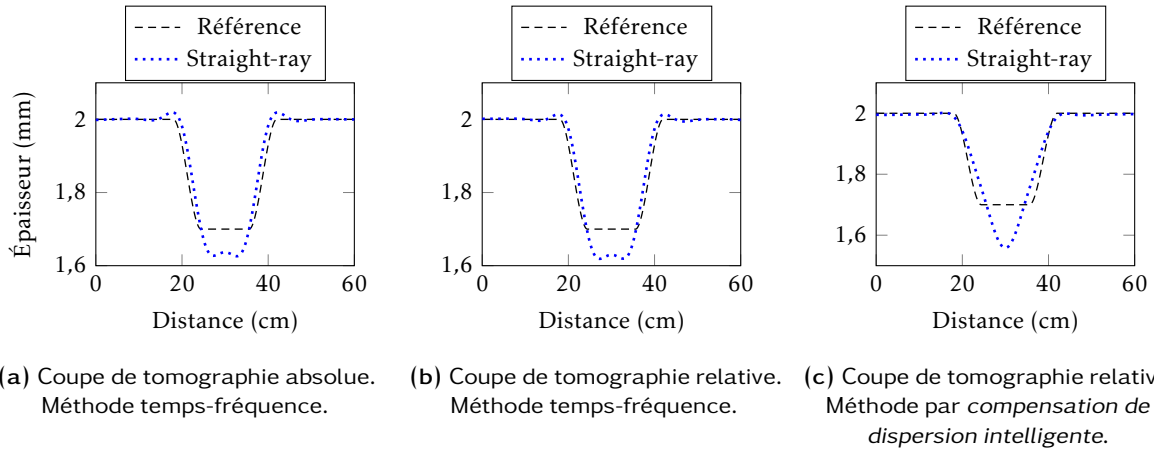 Référence
Straight-ray
Référence
Straight-ray
Référence
Straight-ray
Épaisseur (mm)
2
1,8
1,6
0 20 40 60
Distance (cm)
2
1,8
1,6
0 20 40 60
Distance (cm)
2
1,8
1,6
0 20 40 60
Distance (cm)
(a) Coupe de tomographie absolue.
Méthode temps-fréquence.
(b) Coupe de tomographie relative.
Méthode temps-fréquence.
(c) Coupe de tomographie relativ
Méthode par compensation de
dispersion intelligente.